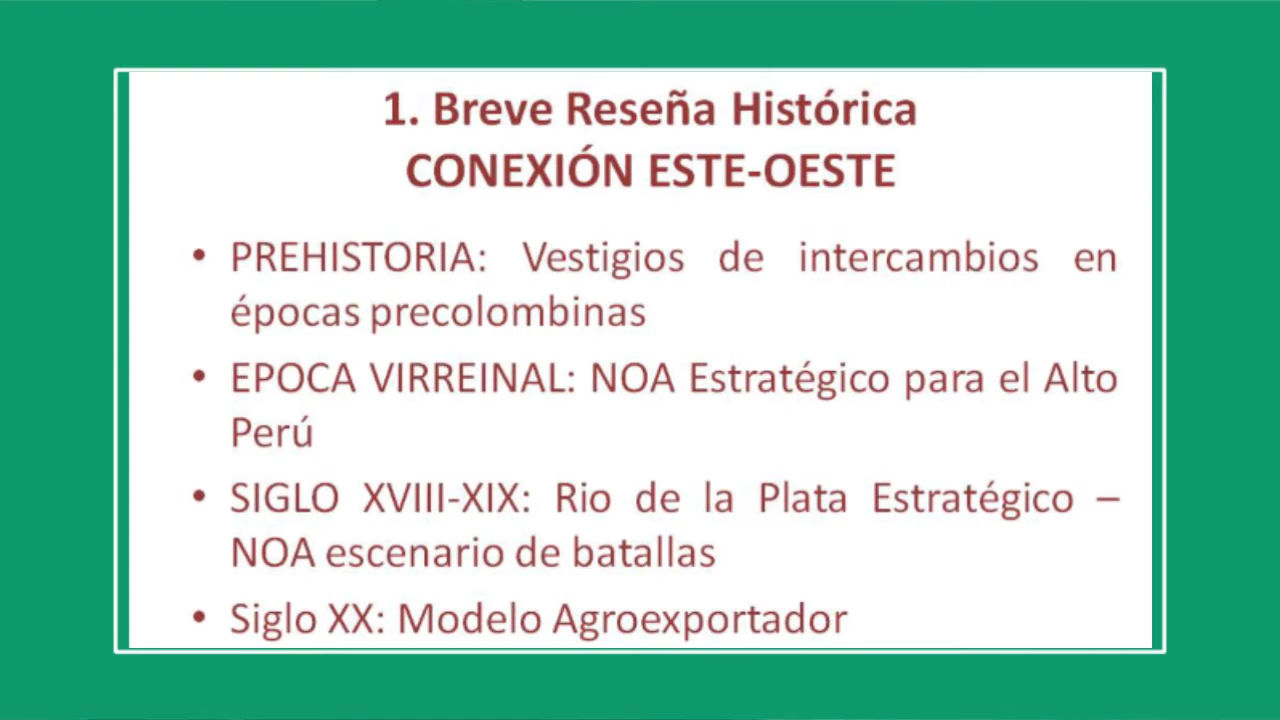 1. Breve Reseña Histórica
CONEXIÓN ESTE-OESTE
• PREHISTORIA: Vestigios de intercambios en
épocas precolombinas
• EPOCA VIRREINAL: NOA Estratégico para el Alto
Perú
• SIGLO XVIII-XIX: Rio de la Plata Estratégico –
NOA escenario de batallas
• Siglo XX: Modelo Agroexportador